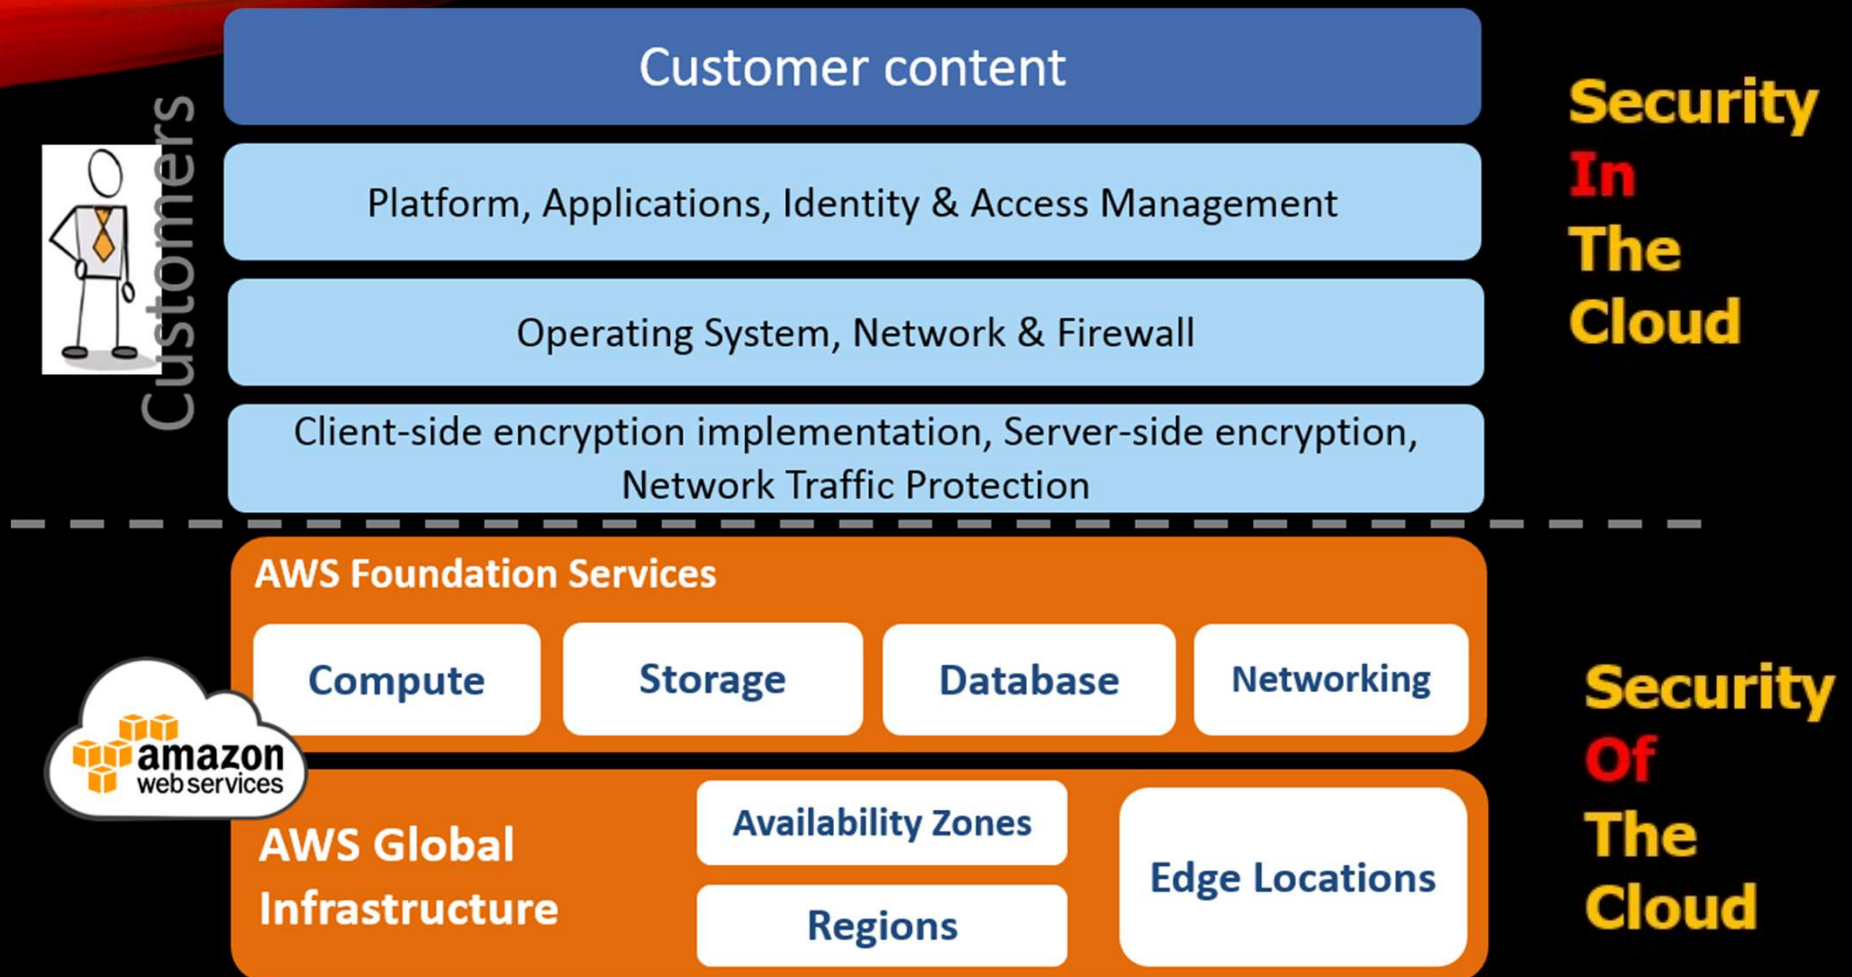 Customer content
Customers
Platform, Applications, Identity & Access Management
Operating System, Network & Firewall
Client-side encryption implementation, Server-side encryption,
Network Traffic Protection
Security
In
The
Cloud
AWS Foundation Services
Compute
Storage
Database
Networking
amazon
webservices
AWS Global
Infrastructure
Availability Zones
Regions
Edge Locations
Security
Of
The
Cloud